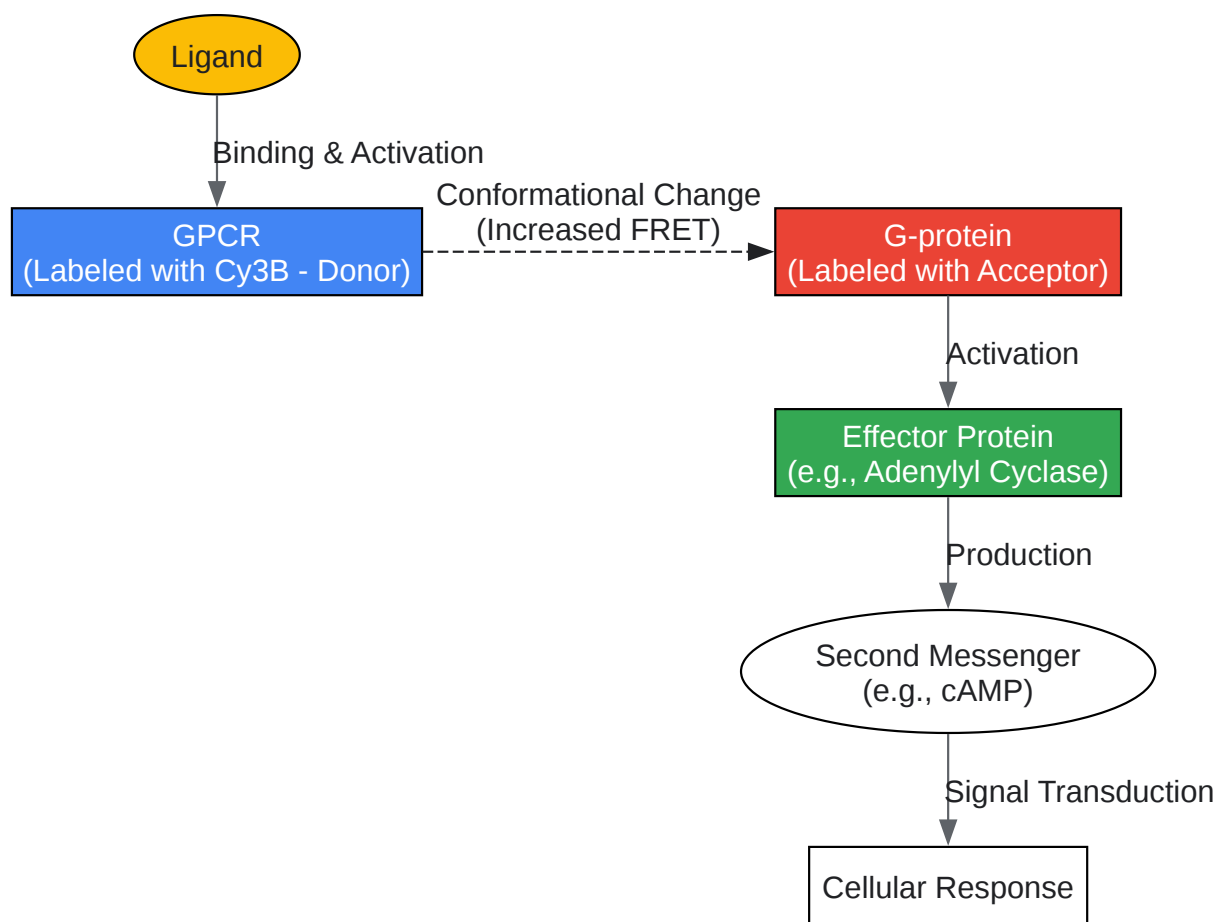 Ligand
Binding & Activation
Conformational Change
(Increased FRET)
GPCR
(Labeled with Cy3B - Donor)
G-protein
(Labeled with Acceptor)
Activation
Effector Protein
(e.g., Adenylyl Cyclase)
Production
Second Messenger
(e.g., cAMP)
Signal Transduction
Cellular Response